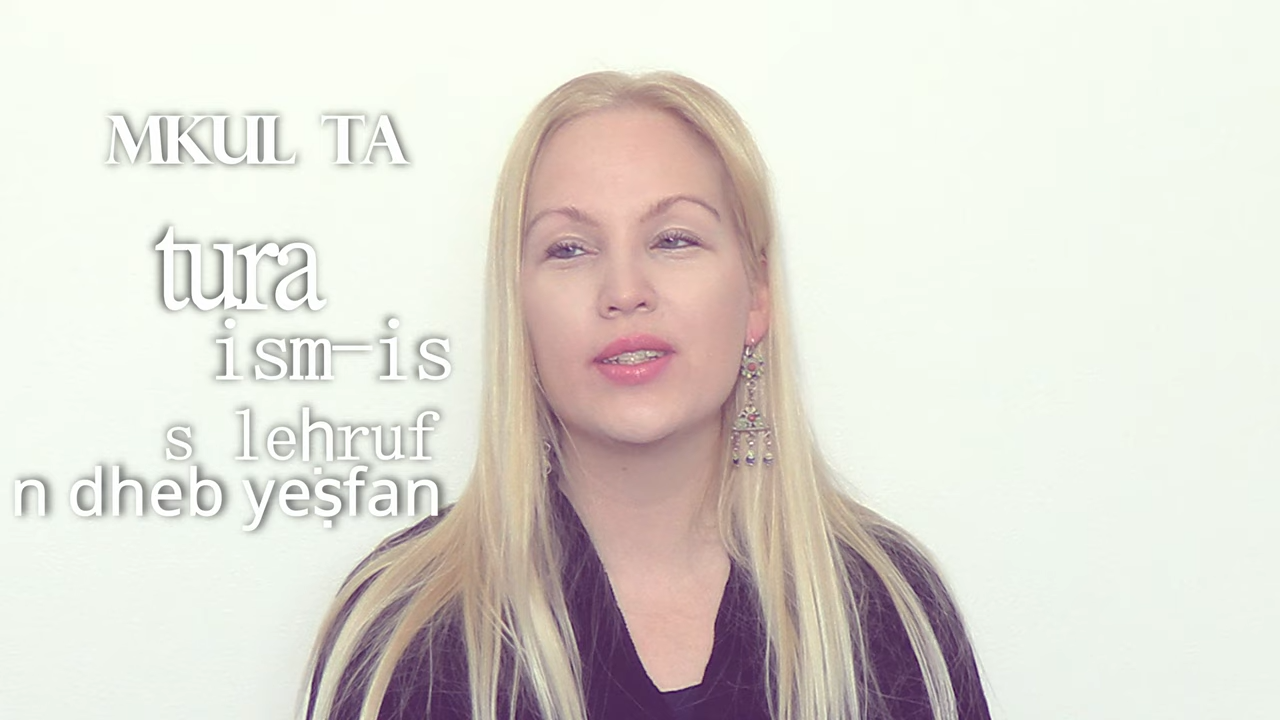 MKUL TA
tura
ism-is
s leḥruf
n dheb yeṣfan